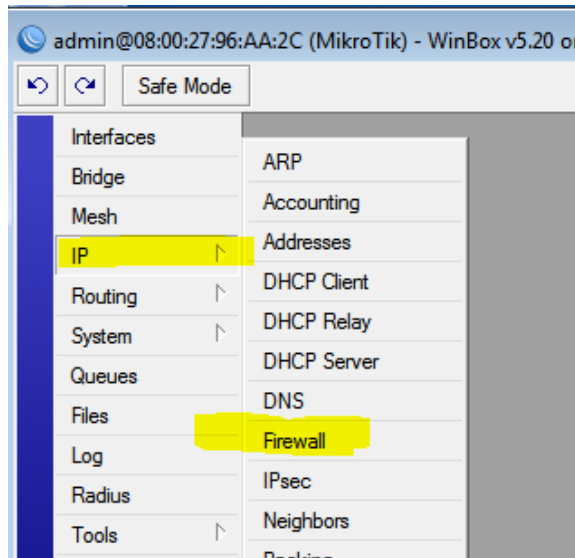 admin@08:00:27:96:AA:2C (MikroTik) - WinBox v5.20 o
Safe Mode
Interfaces
Bridge
Mesh
IP
Routing
System
Queues
Files
Log
Radius
Tools
ARP
Accounting
Addresses
DHCP Client
DHCP Relay
DHCP Server
DNS
Firewall
IPsec
Neighbors